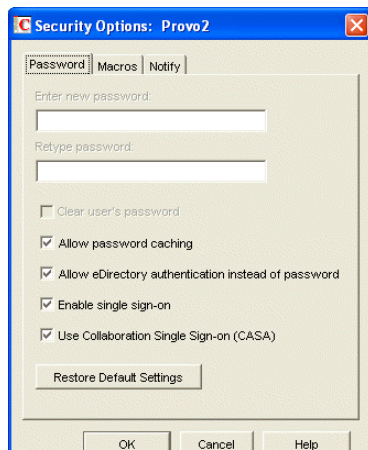 Security Options: Provo2
Password Macros Notify
Enter new password:
Retype password:
Clear user's password
Allow password caching
Allow eDirectory authentication instead of password
Enable single sign-on
Use Collaboration Single Sign-on (CASA)
Restore Default Settings
OK Cancel Help